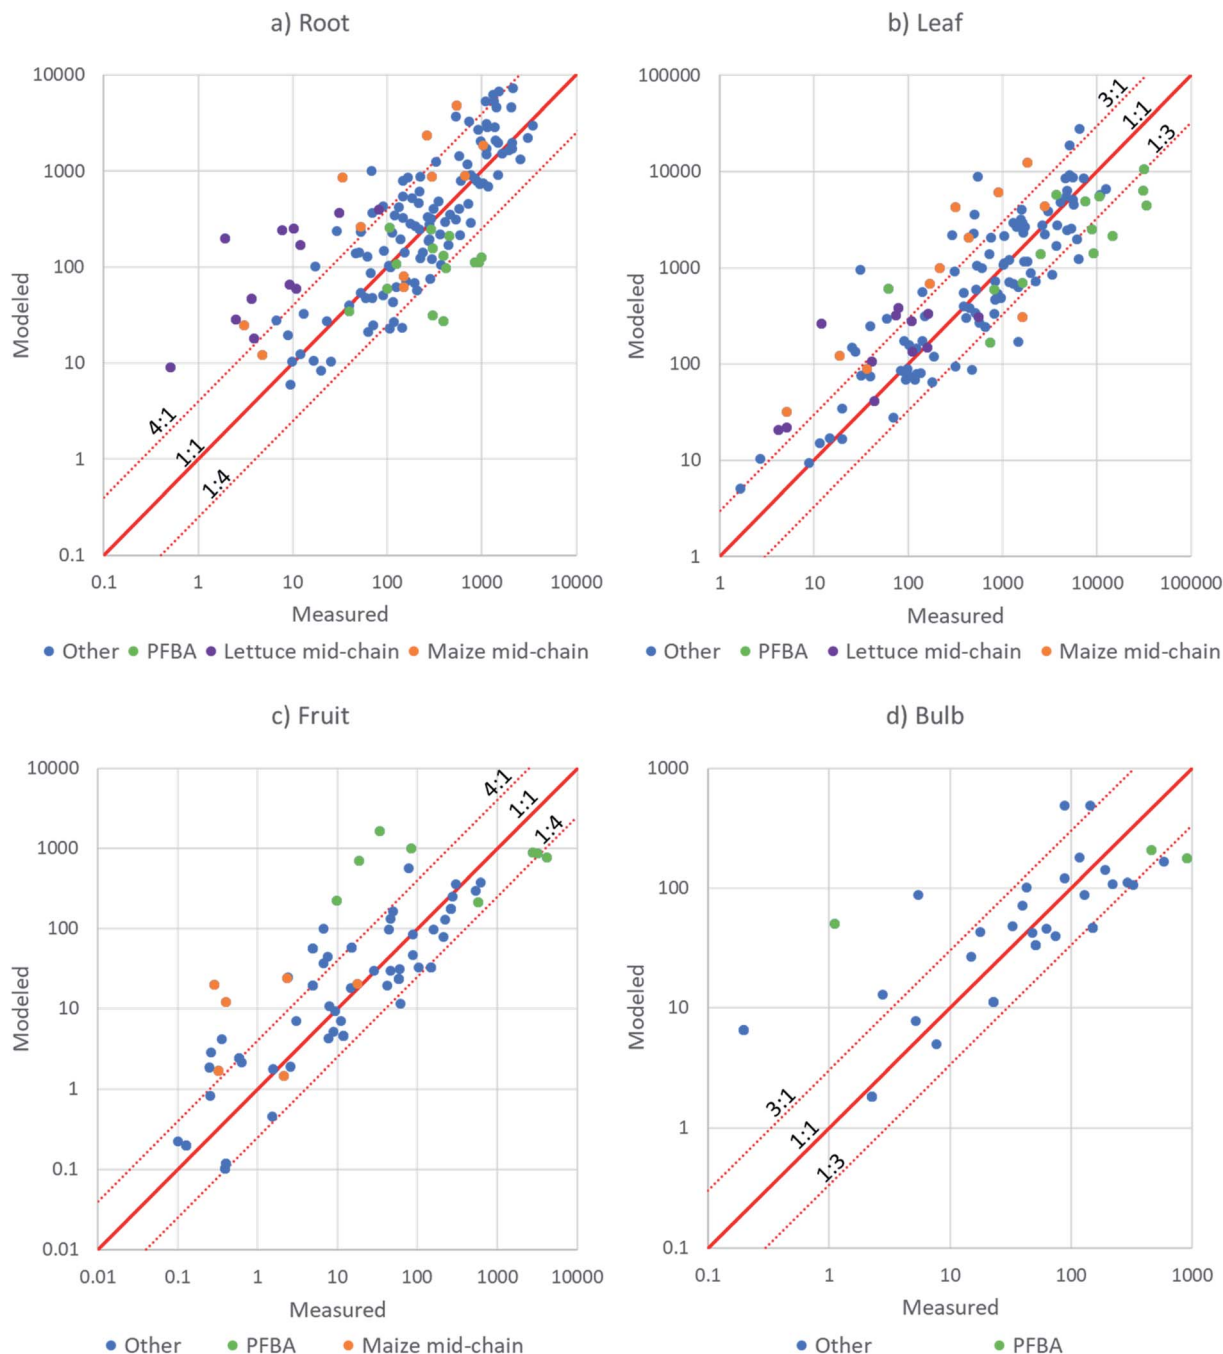 a) Root
10000
1000
100
10
1
0.1
Modeled
4:1
1:1
1:4
0.1 1 10 100 1000 10000
Measured
Other PFBA Lettuce mid-chain Maize mid-chain
b) Leaf
100000
10000
1000
100
10
1
Modeled
3:1
1:1
1:3
1 10 100 1000 10000 100000
Measured
Other PFBA Lettuce mid-chain Maize mid-chain
c) Fruit
10000
1000
100
10
1
0.1
0.01
Modeled
4:1
1:1
1:4
0.01 0.1 1 10 100 1000 10000
Measured
Other PFBA Maize mid-chain
d) Bulb
1000
100
10
1
0.1
Modeled
3:1
1:1
1:3
0.1 1 10 100 1000
Measured
Other PFBA